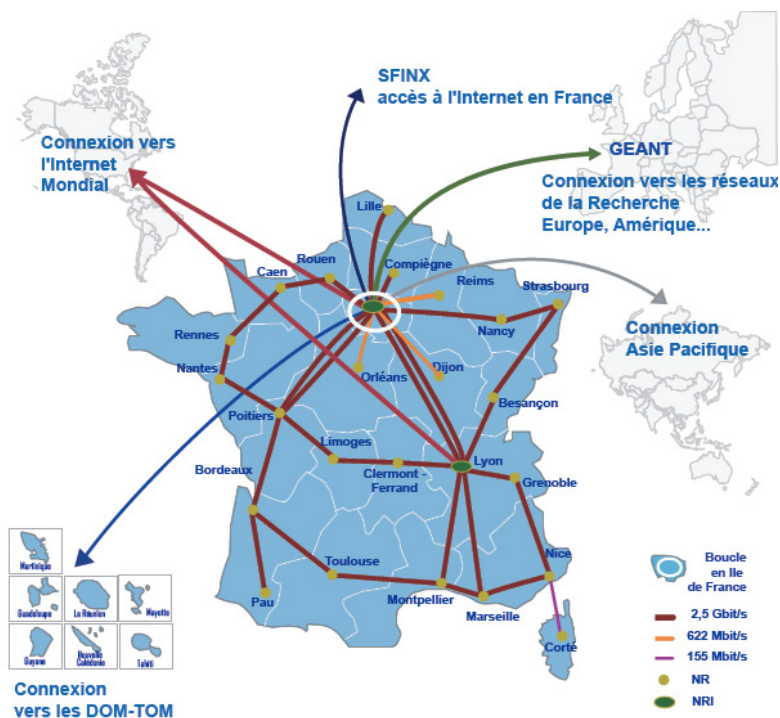 SFINX
accès à l'Internet en France
Connexion vers
l'Internet
Mondial
GEANT
Connexion vers les réseaux
de la Recherche
Europe, Amérique...
Lille
Rouen
Compiègne
Caen
Reims
Strasbourg
Rennes
Nancy
Connexion
Asie Pacifique
Nantes
Orléans
Dijon
Besançon
Poitiers
Limoges
Lyon
Bordeaux
Clermont -
Ferrand
Grenoble
Toulouse
Nice
Pau
Montpellier
Marseille
Corté
Martinique
Guadeloupe
La Réunion
Mayotte
Guyane
Nouvelle
Calédonie
Tahiti
Connexion
vers les DOM-TOM
Boucle
en Ile
de France
2,5 Gbit/s
622 Mbit/s
155 Mbit/s
NR
NRI